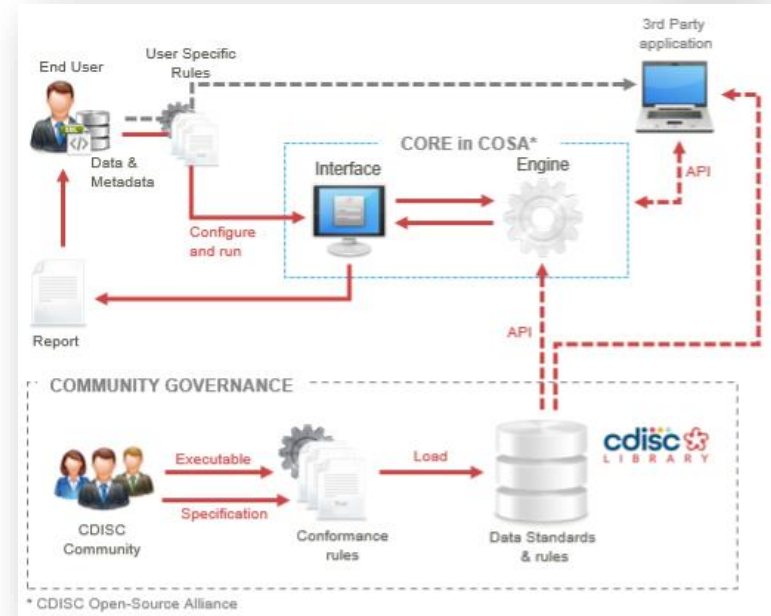 3rd Party
application
User Specific
Rules
End User
Data &
Metadata
CORE in COSA*
Interface
Engine
API
Configure
and run
Report
API
COMMUNITY GOVERNANCE
cdisc
LIBRARY
Executable
Load
Specification
CDISC
Community
Conformance
rules
Data Standards
& rules
* CDISC Open-Source Alliance